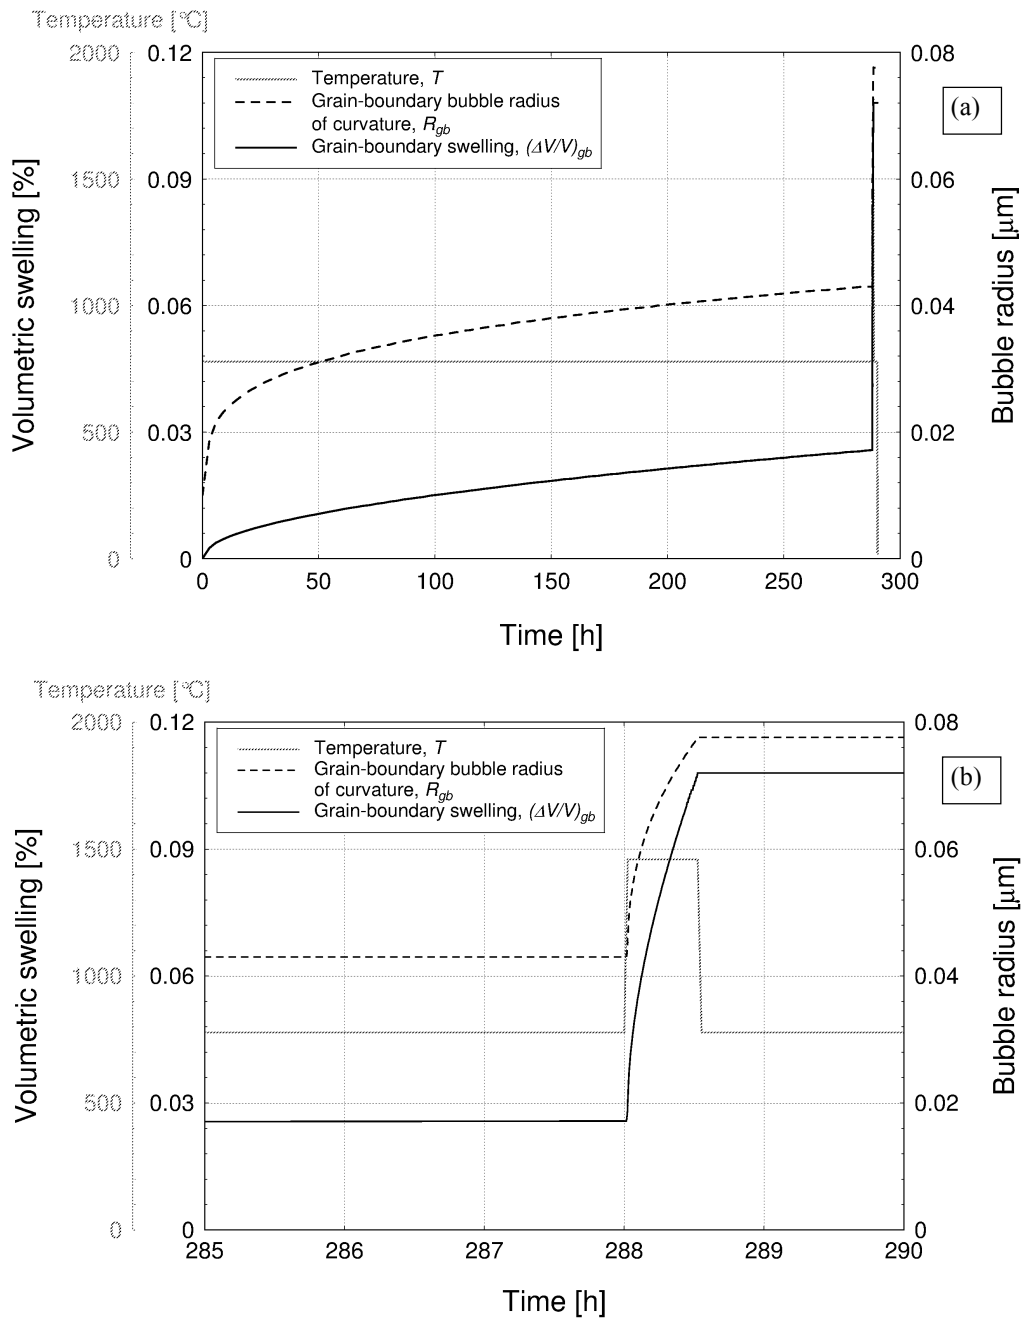 Temperature [°C]
2000 0.12 0.08
Temperature, T
Grain-boundary bubble radius
of curvature, Rgb
Grain-boundary swelling, (ΔV/V)gb
(a)
1500 0.09 0.06
1000 0.06 0.04
500 0.03 0.02
0 0 0
Volumetric swelling [%]
Bubble radius [μm]
0 50 100 150 200 250 300
Time [h]
Temperature [°C]
2000 0.12 0.08
Temperature, T
Grain-boundary bubble radius
of curvature, Rgb
Grain-boundary swelling, (ΔV/V)gb
(b)
1500 0.09 0.06
1000 0.06 0.04
500 0.03 0.02
0 0 0
Volumetric swelling [%]
Bubble radius [μm]
285 286 287 288 289 290
Time [h]